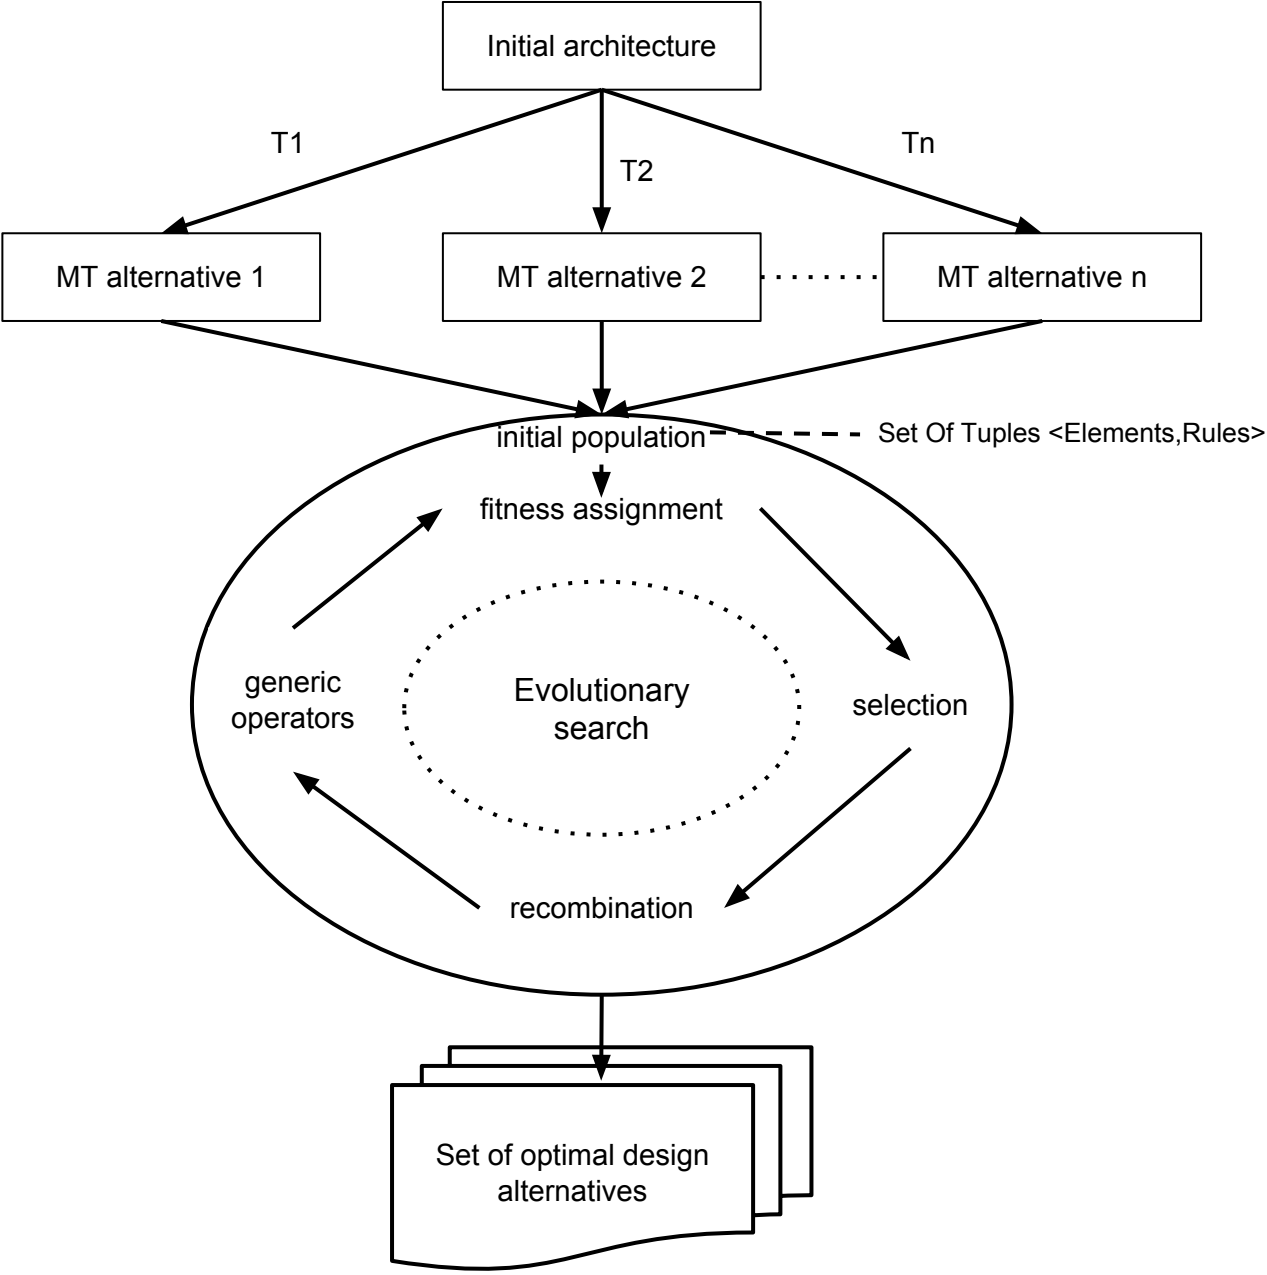 Initial architecture
T1
T2
Tn
MT alternative 1
MT alternative 2
MT alternative n
initial population
Set Of Tuples <Elements,Rules>
fitness assignment
generic
operators
Evolutionary
search
selection
recombination
Set of optimal design
alternatives